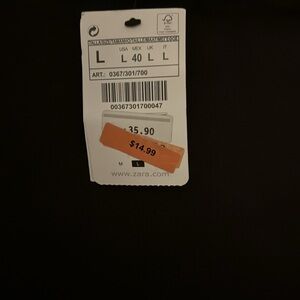 L
USA MEX UK IT
L 40 L L
ART. 0367/301/700
00367301700047
35.90
$14.99
M L
www.zara.com